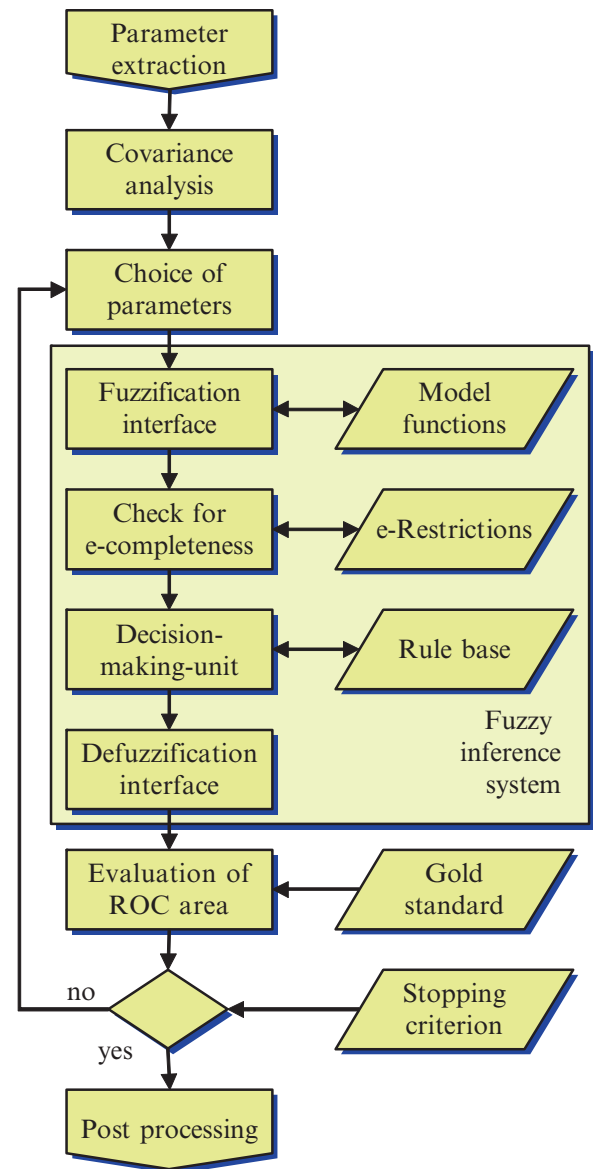 Parameter
extraction
Covariance
analysis
Choice of
parameters
Fuzzification
interface
Model
functions
Check for
e-completeness
e-Restrictions
Decision-
making-unit
Rule base
Defuzzification
interface
Fuzzy
inference
system
Evaluation of
ROC area
Gold
standard
no
Stopping
criterion
yes
Post processing